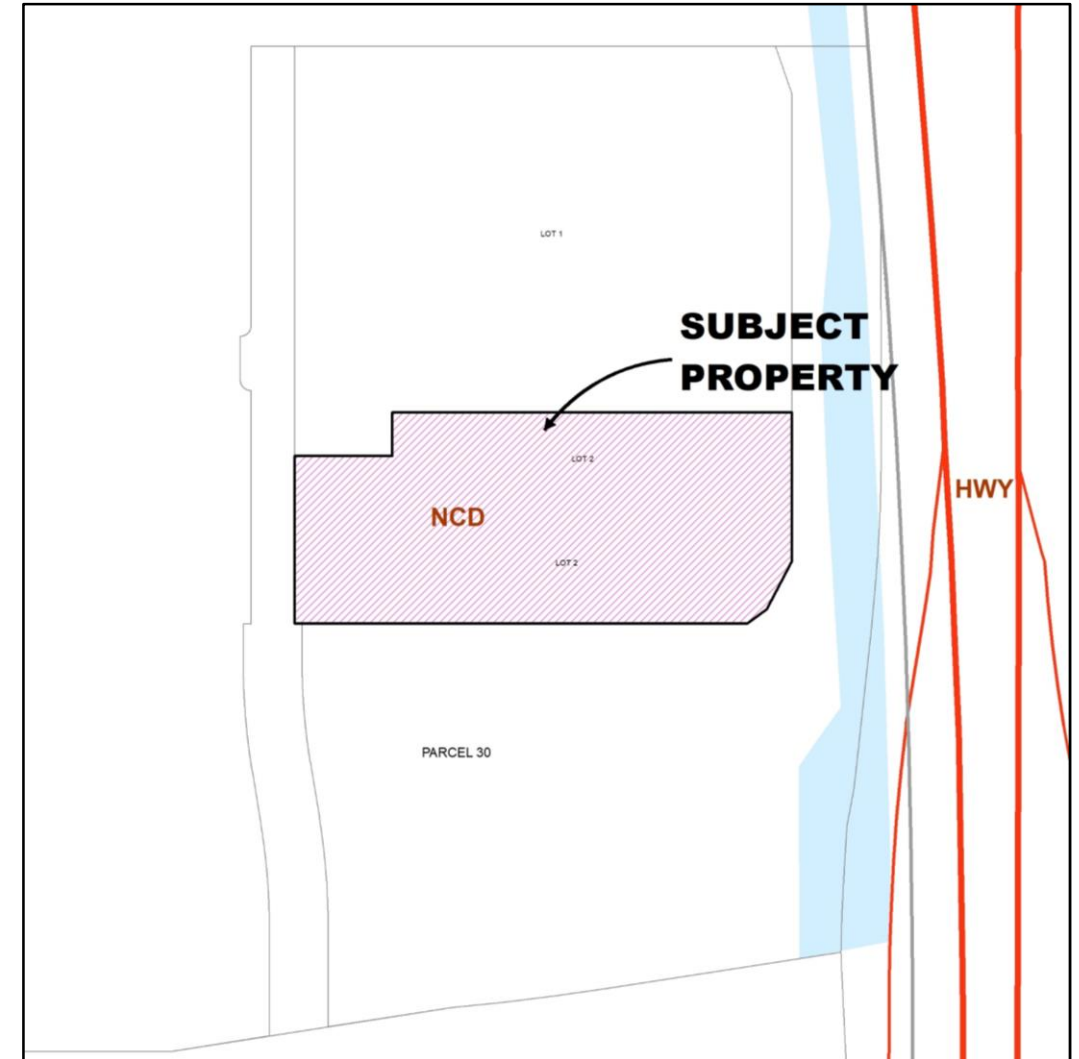 LOT 1
SUBJECT
PROPERTY
LOT 2
HWY
NCD
LOT 2
PARCEL 30